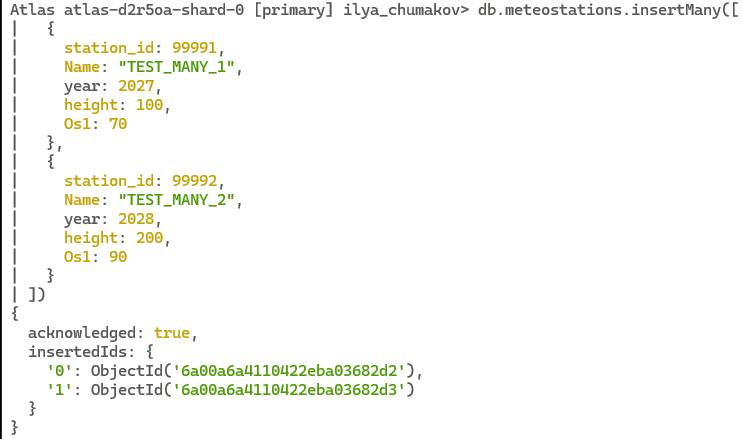 Atlas atlas-d2r5oa-shard-0 [primary] ilya_chumakov> db.meteostations.insertMany([
|   {
|     station_id: 99991,
|     Name: "TEST_MANY_1",
|     year: 2027,
|     height: 100,
|     Os1: 70
|   },
|   {
|     station_id: 99992,
|     Name: "TEST_MANY_2",
|     year: 2028,
|     height: 200,
|     Os1: 90
|   }
| ])
{
  acknowledged: true,
  insertedIds: {
    '0': ObjectId('6a00a6a4110422eba03682d2'),
    '1': ObjectId('6a00a6a4110422eba03682d3')
  }
}